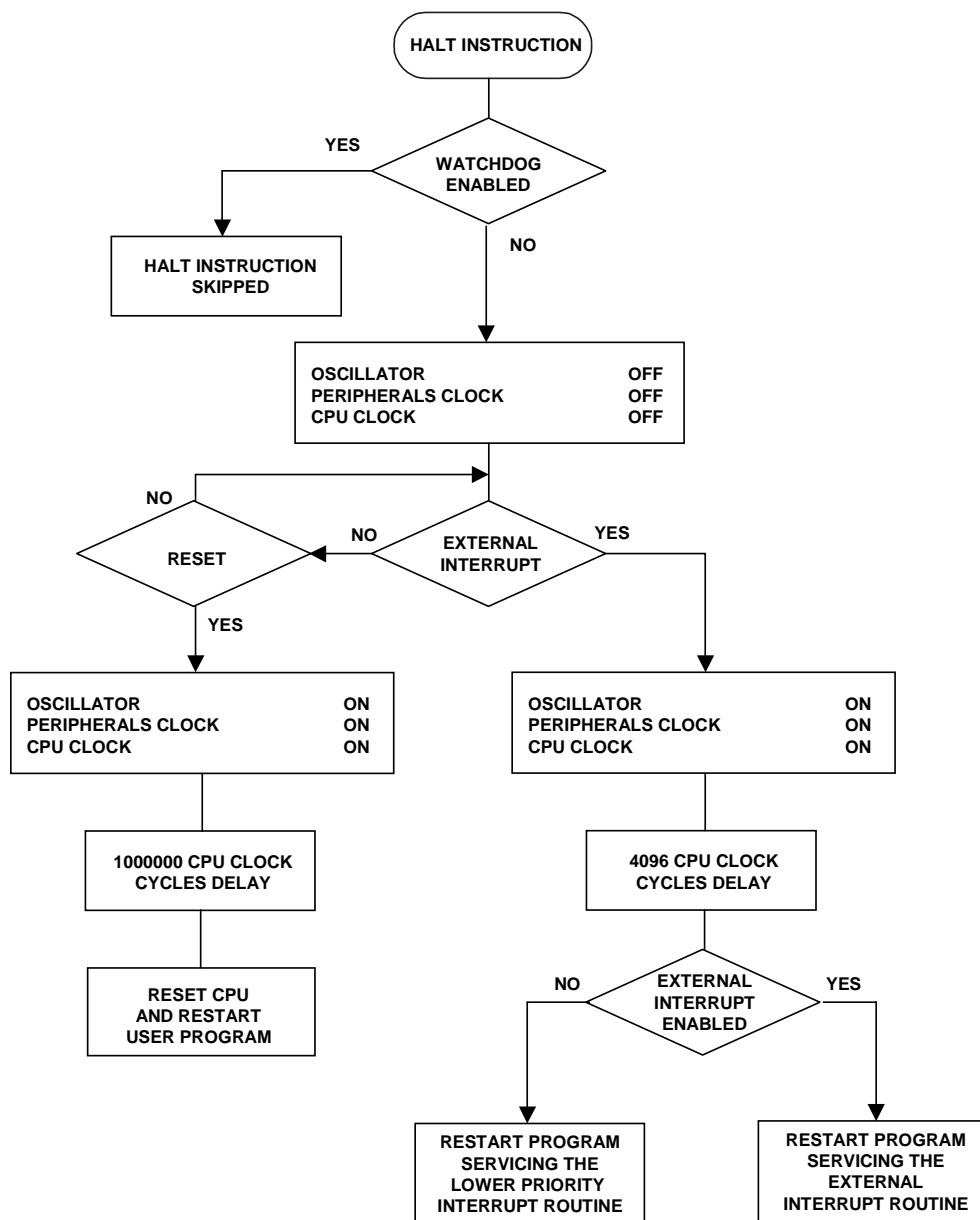 HALT INSTRUCTION
YES
WATCHDOG
ENABLED
NO
HALT INSTRUCTION
SKIPPED
OSCILLATOR OFF
PERIPHERALS CLOCK OFF
CPU CLOCK OFF
NO
NO
YES
RESET
EXTERNAL
INTERRUPT
YES
OSCILLATOR ON
PERIPHERALS CLOCK ON
CPU CLOCK ON
OSCILLATOR ON
PERIPHERALS CLOCK ON
CPU CLOCK ON
1000000 CPU CLOCK
CYCLES DELAY
4096 CPU CLOCK
CYCLES DELAY
RESET CPU
AND RESTART
USER PROGRAM
NO
EXTERNAL
INTERRUPT
ENABLED
YES
RESTART PROGRAM
SERVICING THE
LOWER PRIORITY
INTERRUPT ROUTINE
RESTART PROGRAM
SERVICING THE
EXTERNAL
INTERRUPT ROUTINE